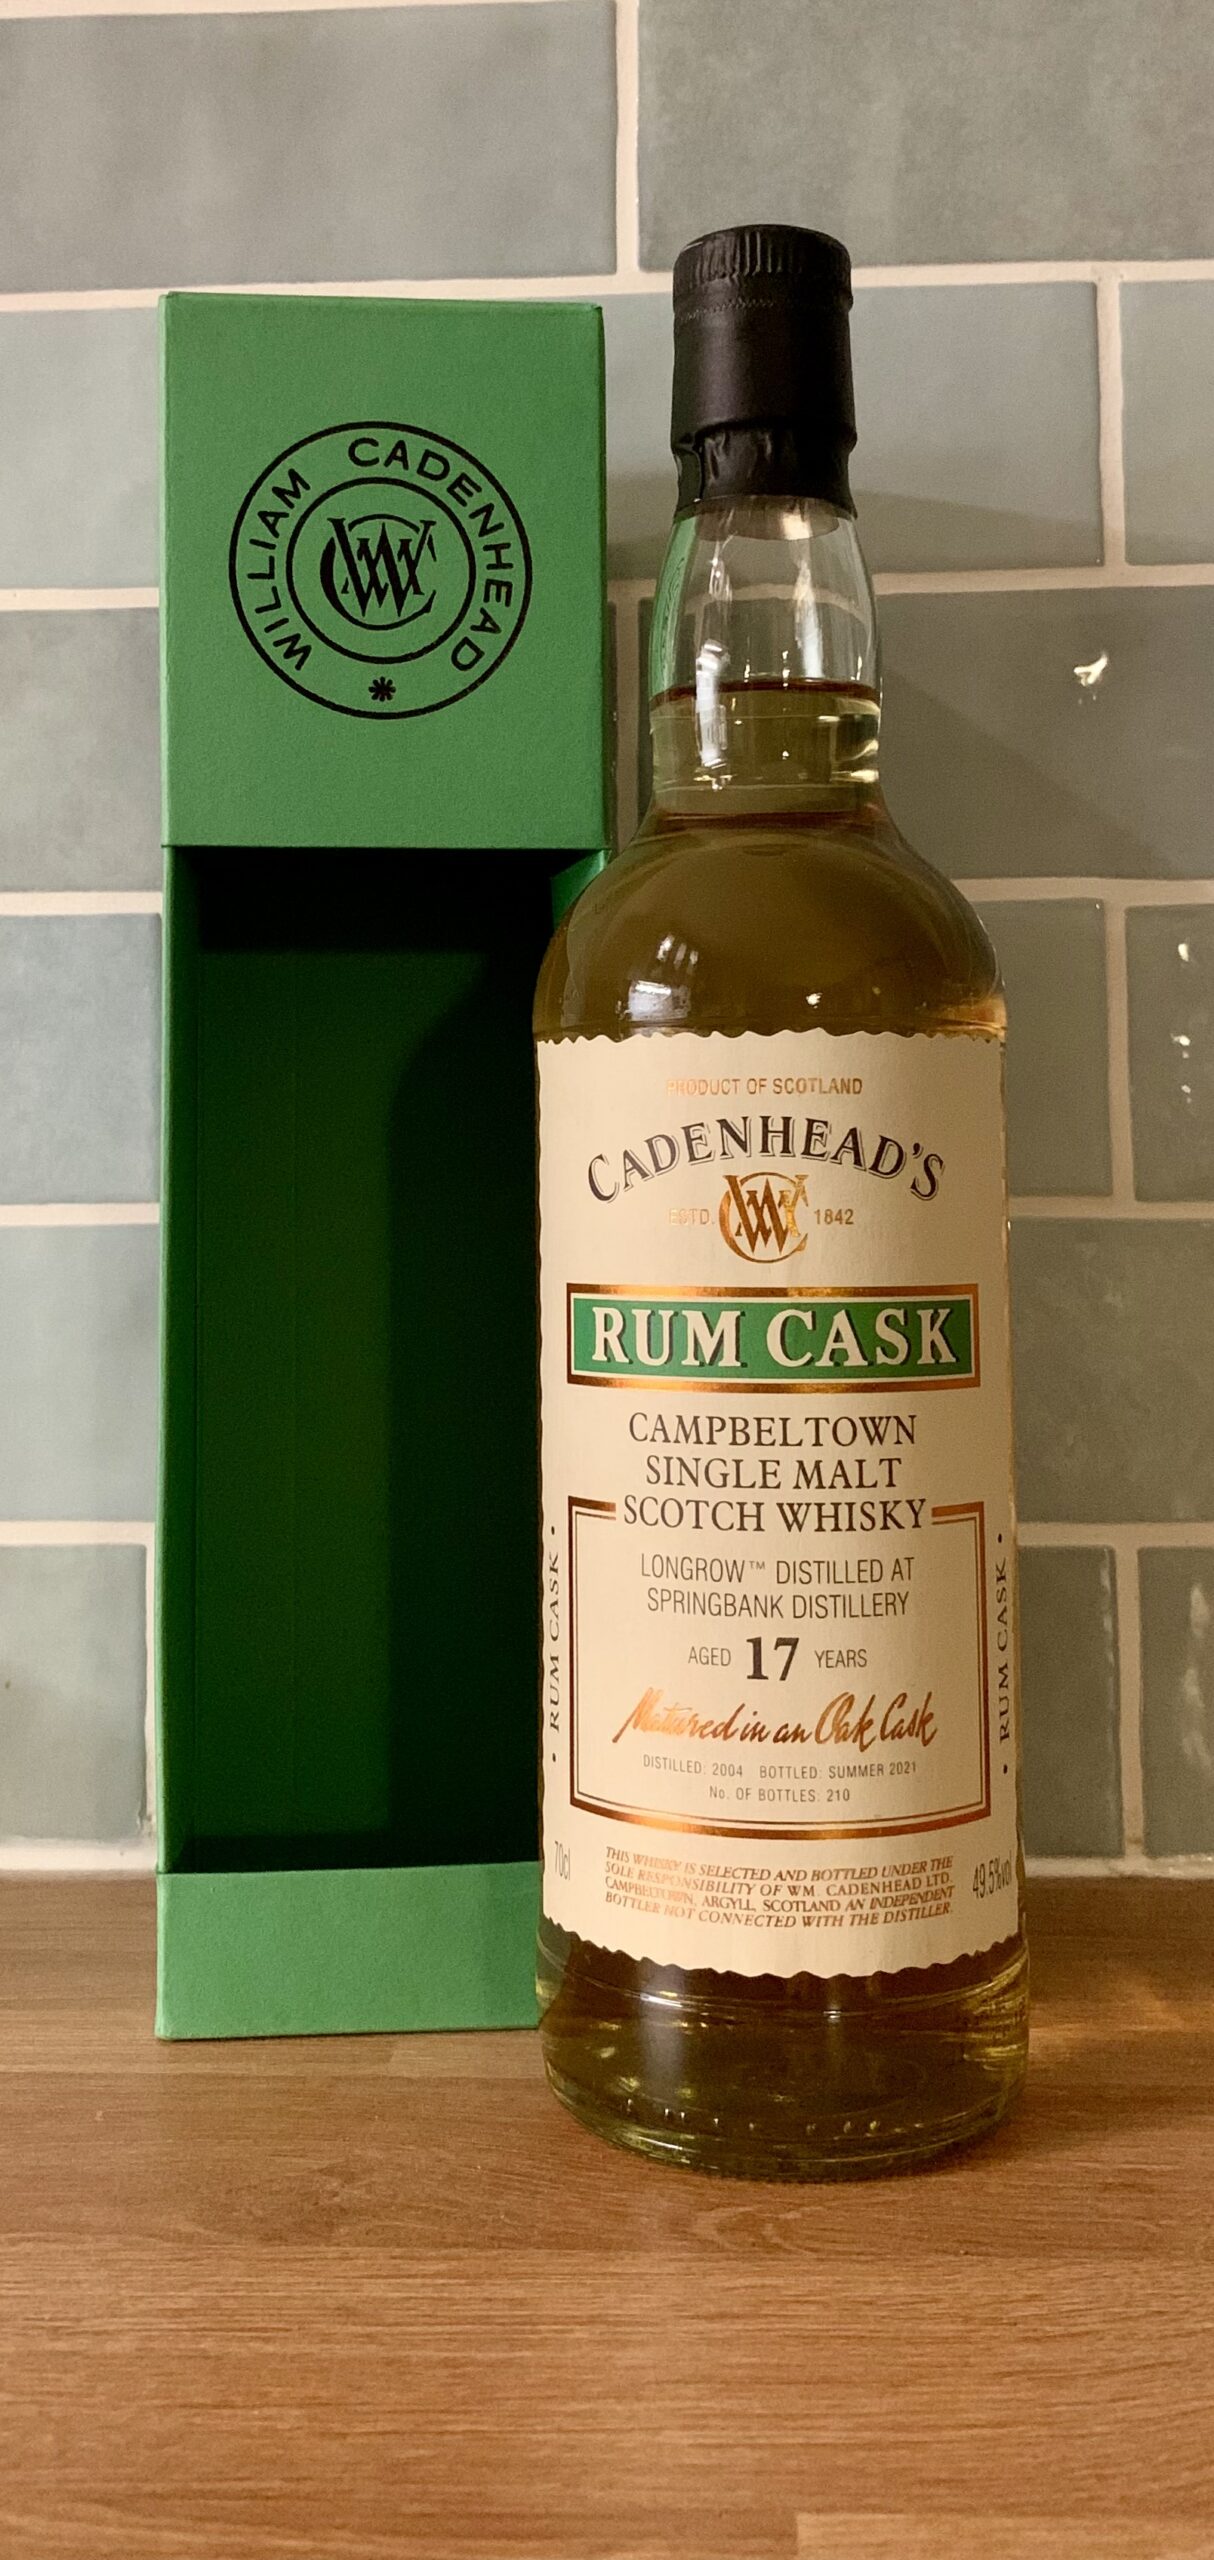 WILLIAM CADENHEAD
WC
PRODUCT OF SCOTLAND
CADENHEAD'S
ESTD. WC 1842
RUM CASK
CAMPBELTOWN
SINGLE MALT
SCOTCH WHISKY
LONGROW™ DISTILLED AT
SPRINGBANK DISTILLERY
AGED 17 YEARS
Matured in an Oak Cask
DISTILLED: 2004 BOTTLED: SUMMER 2021
No. OF BOTTLES: 210
• RUM CASK •
• RUM CASK •
70cl
THIS WHISKY IS SELECTED AND BOTTLED UNDER THE
SOLE RESPONSIBILITY OF WM. CADENHEAD LTD.
CAMPBELTOWN, ARGYLL, SCOTLAND AN INDEPENDENT
BOTTLER NOT CONNECTED WITH THE DISTILLER.
49.5%vol